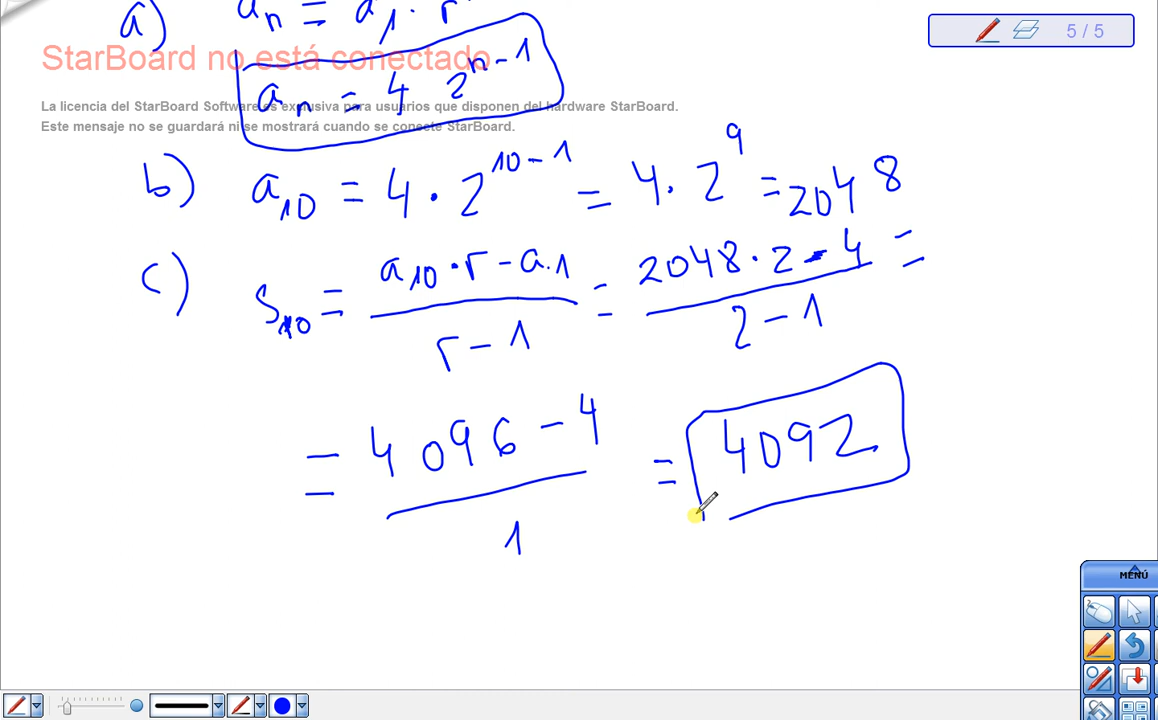 a) aₙ = a₁ · r
StarBoard no está conectado
aₙ = 4 2ⁿ⁻¹
La licencia del StarBoard Software es exclusiva para usuarios que disponen del hardware StarBoard.
Este mensaje no se guardará ni se mostrará cuando se conecte StarBoard.
5 / 5
b) a₁₀ = 4 · 2¹⁰⁻¹ = 4 · 2⁹ = 2048
c) S₁₀ = (a₁₀ · r - a.1) / (r - 1) = (2048 · 2 - 4) / (2 - 1) =
= (4096 - 4) / 1 = 4092
MENÚ